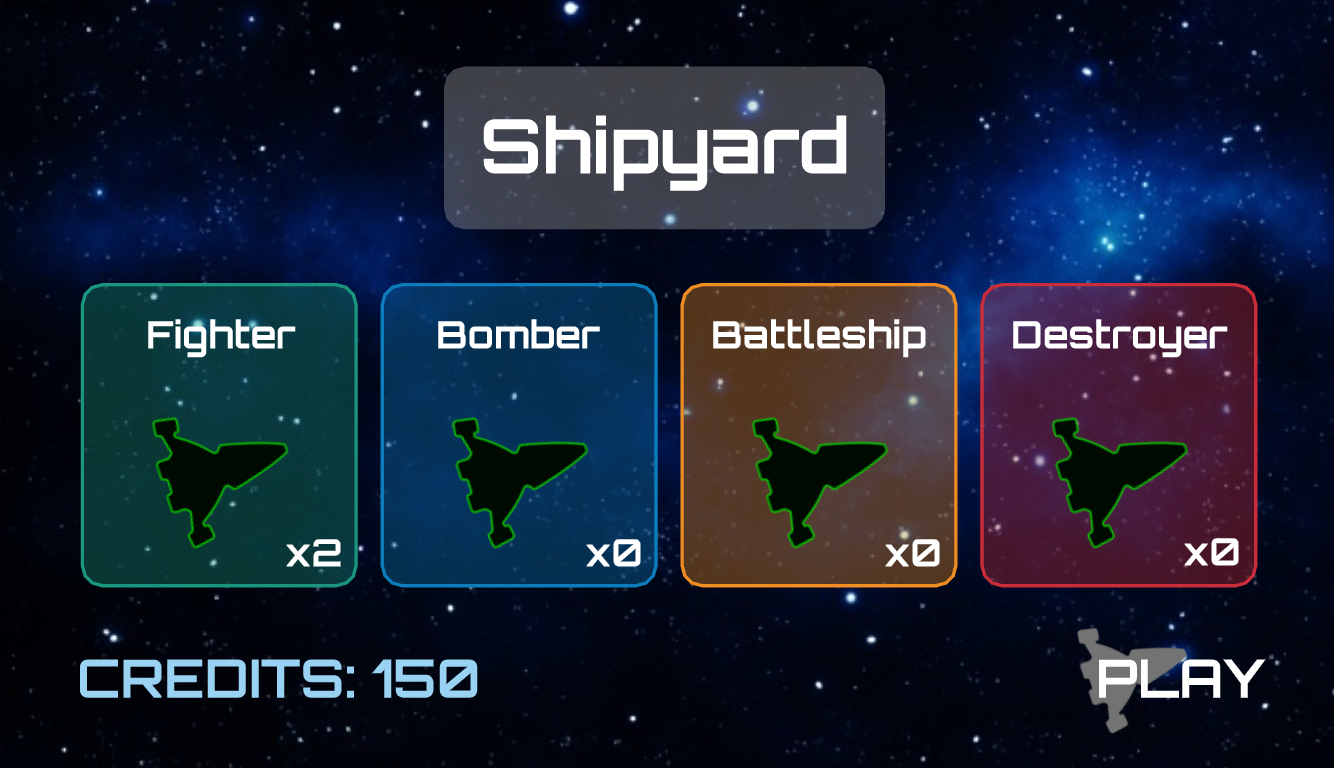 Shipyard
Fighter
Bomber
Battleship
Destroyer
x2
x0
x0
x0
CREDITS: 150
PLAY